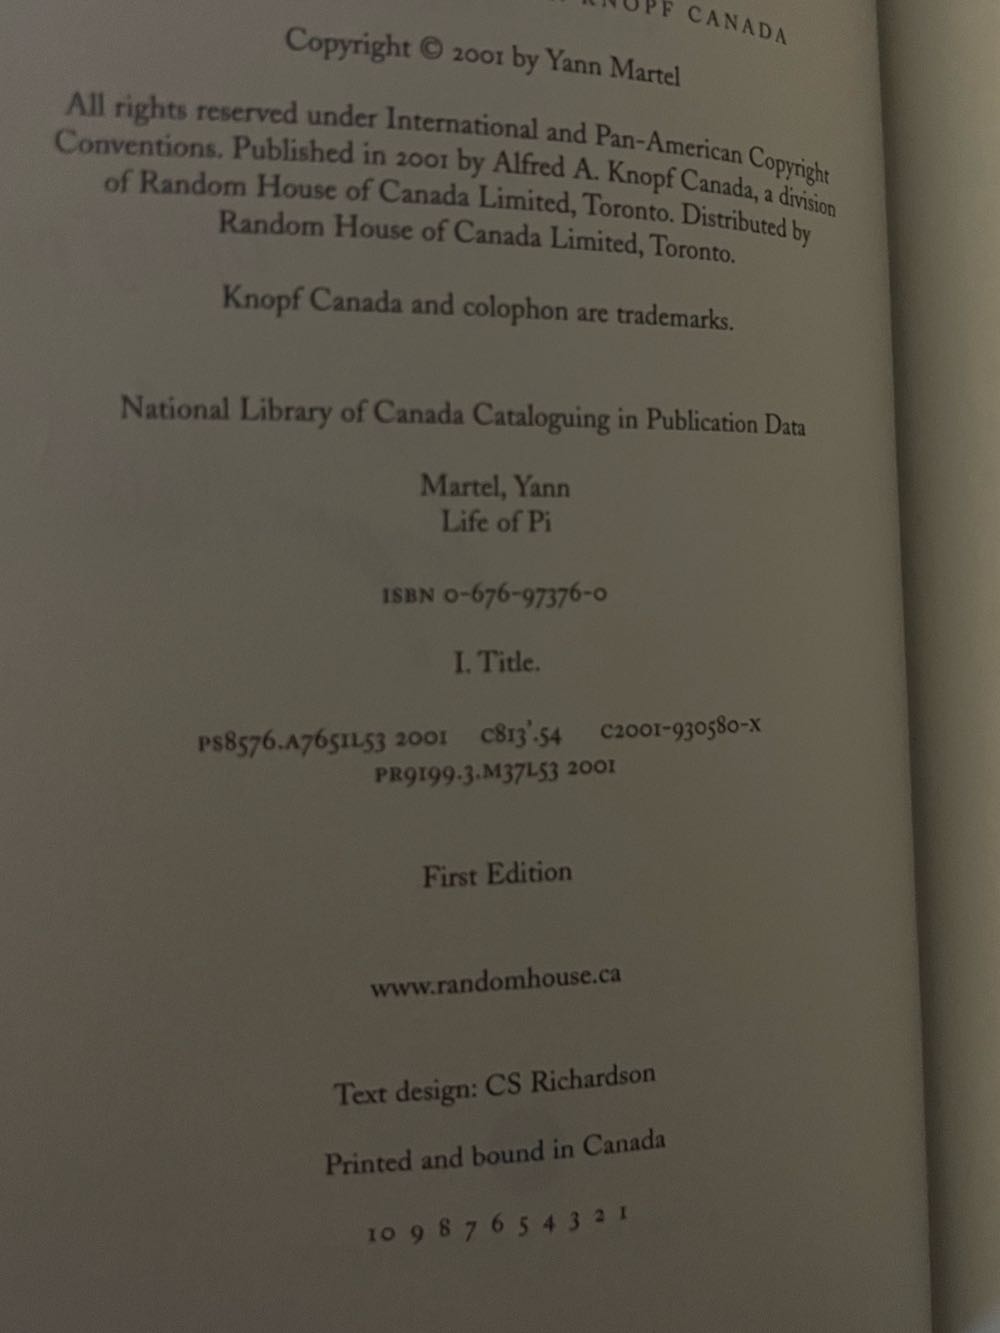 KNOPF CANADA
Copyright © 2001 by Yann Martel
All rights reserved under International and Pan-American Copyright
Conventions. Published in 2001 by Alfred A. Knopf Canada, a division
of Random House of Canada Limited, Toronto. Distributed by
Random House of Canada Limited, Toronto.
Knopf Canada and colophon are trademarks.
National Library of Canada Cataloguing in Publication Data
Martel, Yann
Life of Pi
ISBN 0-676-97376-0
I. Title.
PS8576.A7651L53 2001 C813'.54 C2001-930580-X
PR9199.3.M37L53 2001
First Edition
www.randomhouse.ca
Text design: CS Richardson
Printed and bound in Canada
10 9 8 7 6 5 4 3 2 1